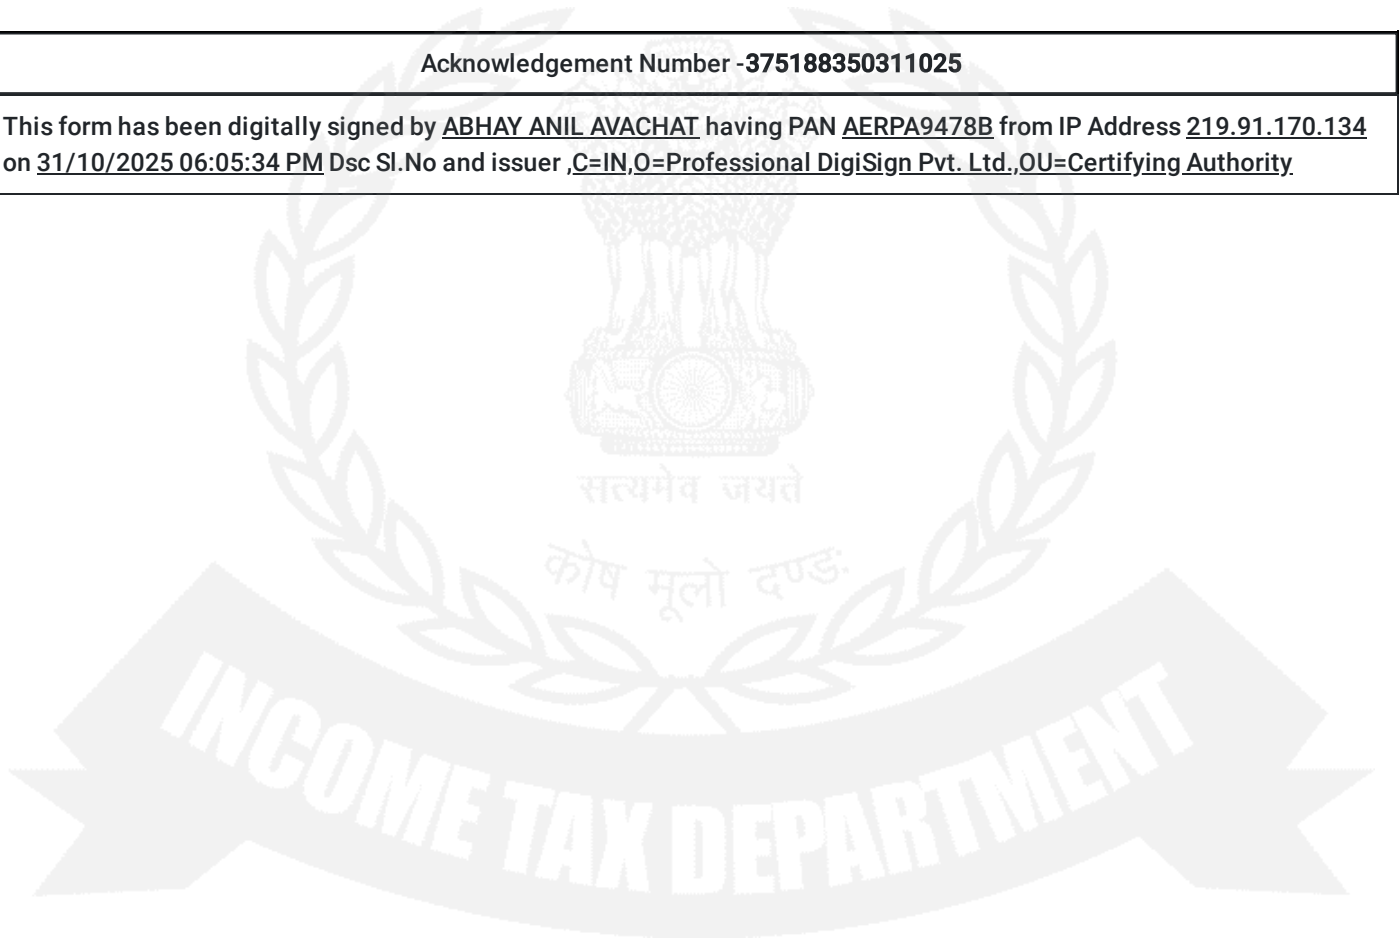 Acknowledgement Number -375188350311025
This form has been digitally signed by ABHAY ANIL AVACHAT having PAN AERPA9478B from IP Address 219.91.170.134
on 31/10/2025 06:05:34 PM Dsc Sl.No and issuer ,C=IN,O=Professional DigiSign Pvt. Ltd.,OU=Certifying Authority
सत्यमेव जयते
कोष मूलो दण्डः
INCOME TAX DEPARTMENT